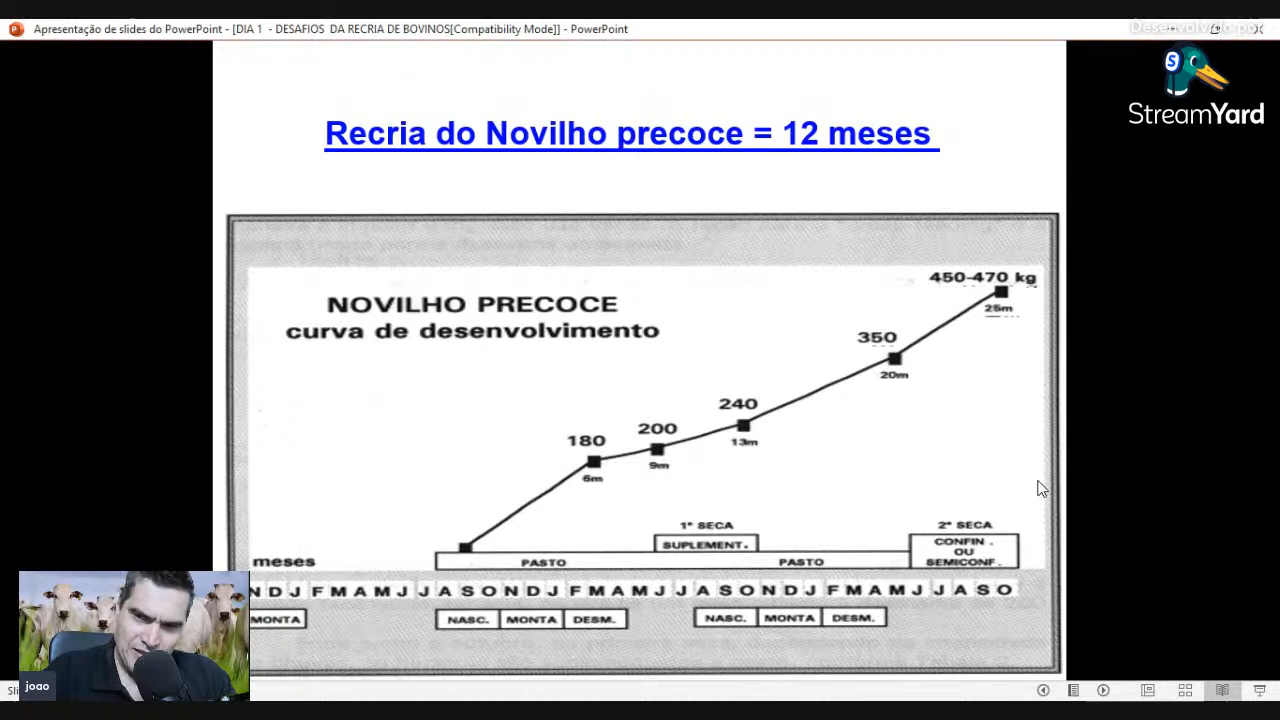 Apresentação de slides do PowerPoint - [DIA 1 - DESAFIOS DA RECRIA DE BOVINOS[Compatibility Mode]] - PowerPoint
Desenvolvido por
StreamYard
Recria do Novilho precoce = 12 meses
450-470 kg
NOVILHO PRECOCE
25m
curva de desenvolvimento
350
20m
240
13m
200
9m
180
6m
1ª SECA
2ª SECA
SUPLEMENT.
CONFIN.
OU
SEMICONF.
meses
PASTO
PASTO
N D J F M A M J J A S O N D J F M A M J J A S O N D J F M A M J J A S O
MONTA
NASC. MONTA DESM.
NASC. MONTA DESM.
joao